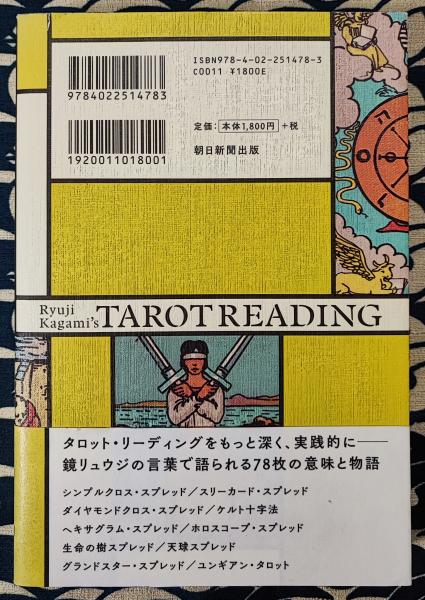 ISBN978-4-02-251478-3
C0011 ¥1800E
9784022514783
定価: 本体1,800円 +税
1920011018001
朝日新聞出版
Ryuji
Kagami's TAROT READING
タロット・リーディングをもっと深く、実践的に——
鏡リュウジの言葉で語られる78枚の意味と物語
シンプルクロス・スプレッド／スリーカード・スプレッド
ダイヤモンドクロス・スプレッド／ケルト十字法
ヘキサグラム・スプレッド／ホロスコープ・スプレッド
生命の樹スプレッド／天球スプレッド
グランドスター・スプレッド／ユンギアン・タロット